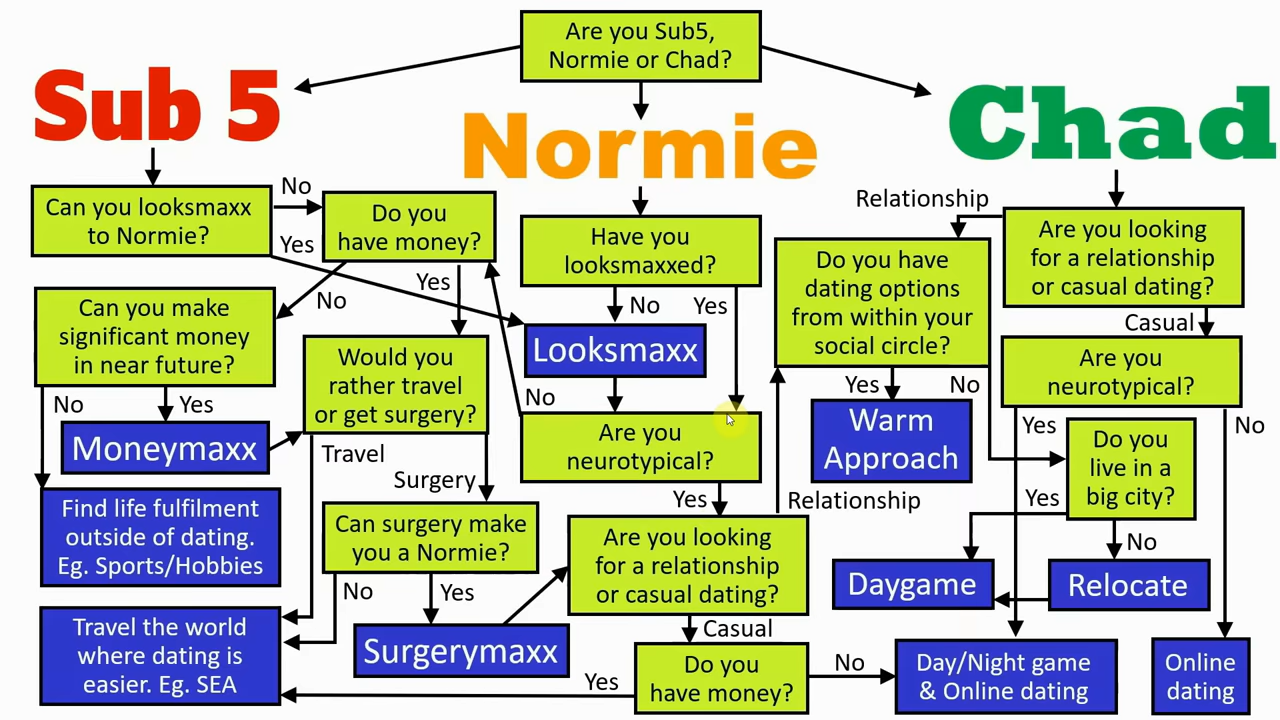 Are you Sub5,
Normie or Chad?
Sub 5
Normie
Chad
Can you looksmaxx
to Normie?
No
Yes
Do you
have money?
No
Yes
Can you make
significant money
in near future?
No
Yes
Moneymaxx
Find life fulfilment
outside of dating.
Eg. Sports/Hobbies
Would you
rather travel
or get surgery?
Travel
Surgery
Can surgery make
you a Normie?
No
Yes
Surgerymaxx
Travel the world
where dating is
easier. Eg. SEA
Have you
looksmaxxed?
No
Yes
Looksmaxx
No
Are you
neurotypical?
Yes
Are you looking
for a relationship
or casual dating?
Relationship
Casual
Do you
have money?
Yes
No
Relationship
Are you looking
for a relationship
or casual dating?
Casual
Do you have
dating options
from within your
social circle?
Yes
No
Warm
Approach
Are you
neurotypical?
Yes
No
Do you
live in a
big city?
Yes
No
Daygame
Relocate
Day/Night game
& Online dating
Online
dating